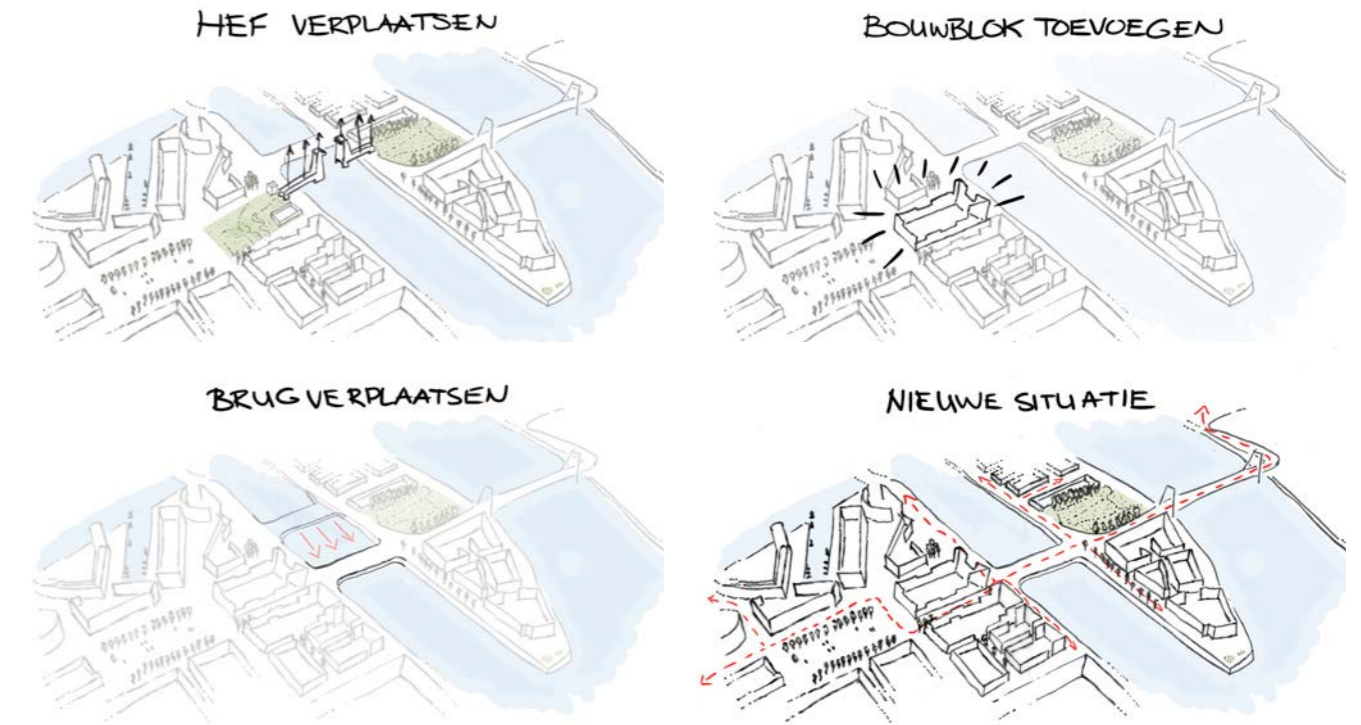 HEF VERPLAATSEN
BOUWBLOK TOEVOEGEN
BRUG VERPLAATSEN
NIEUWE SITUATIE